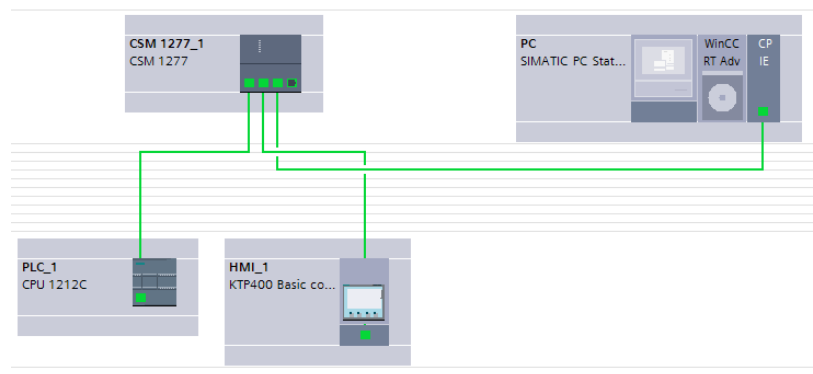 CSM 1277_1
CSM 1277
PC
SIMATIC PC Stat...
WinCC
RT Adv
CP
IE
PLC_1
CPU 1212C
HMI_1
KTP400 Basic co...